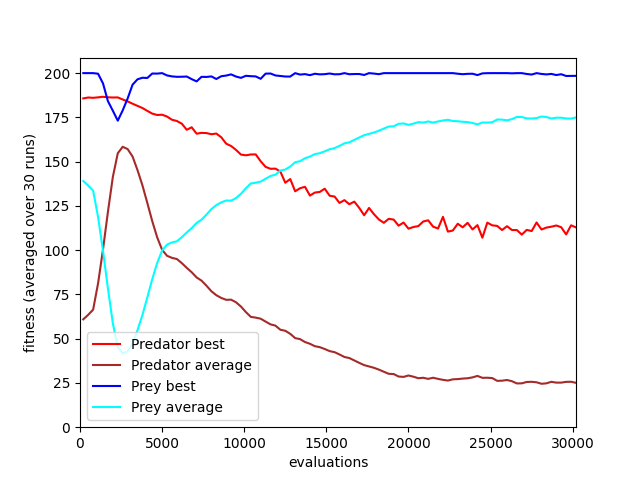 fitness (averaged over 30 runs)
200
175
150
125
100
75
50
25
0
Predator best
Predator average
Prey best
Prey average
0 5000 10000 15000 20000 25000 30000
evaluations